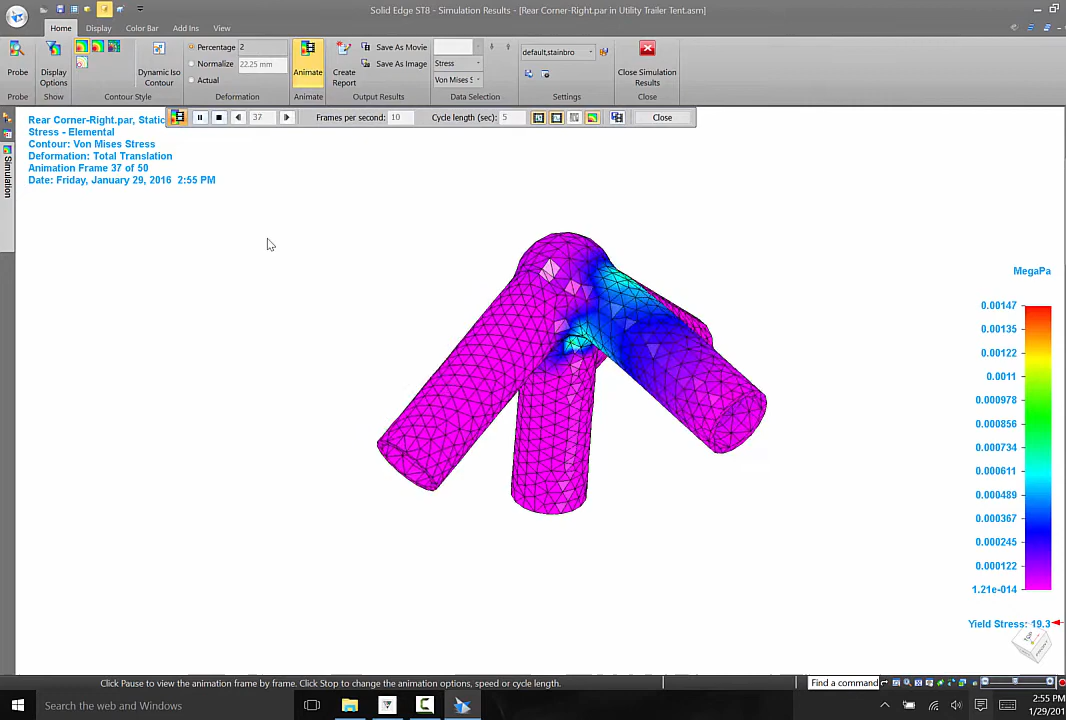 Solid Edge ST8 - Simulation Results - [Rear Corner-Right.par in Utility Trailer Tent.asm]
Home Display Color Bar Add Ins View
Probe
Display Options
Dynamic Iso Contour
Percentage 2
Normalize 22.25 mm
Actual
Animate
Create Report
Save As Movie
Save As Image
Stress
Von Mises S
default,stainbro
Close Simulation Results
Probe Show Contour Style Deformation Animate Output Results Data Selection Settings Close
37 Frames per second: 10 Cycle length (sec): 5 Close
Simulation
Rear Corner-Right.par, Static
Stress - Elemental
Contour: Von Mises Stress
Deformation: Total Translation
Animation Frame 37 of 50
Date: Friday, January 29, 2016 2:55 PM
MegaPa
0.00147
0.00135
0.00122
0.0011
0.000978
0.000856
0.000734
0.000611
0.000489
0.000367
0.000245
0.000122
1.21e-014
Yield Stress: 19.3
TOP
FRONT
Click Pause to view the animation frame by frame. Click Stop to change the animation options, speed or cycle length.
Find a command
Search the web and Windows
2:55 PM
1/29/201